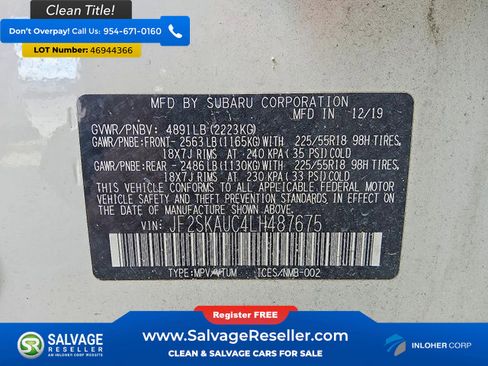 Clean Title!
Don't Overpay! Call us: 954-671-0160
Lot Number: 46944366
MFD. BY SUBARU CORPORATION
MFD. IN 12/19
GVWR/PNBV: 4891LB (2223KG)
GAWR/PNBE:FRONT- 2563 LB (1165KG) WITH 225/55R18 98H TIRES,
18X7J RIMS AT 240 KPA (35 PSI) COLD
GAWR/PNBE:REAR - 2486 LB (1130KG) WITH 225/55R18 98H TIRES,
18X7J RIMS AT 230 KPA (33 PSI) COLD
THIS VEHICLE CONFORMS TO ALL APPLICABLE FEDERAL MOTOR
VEHICLE SAFETY AND THEFT PREVENTION STANDARDS IN
EFFECT ON THE DATE OF MANUFACTURE SHOWN ABOVE.
VIN: JF2SKAUC4LH487675
TYPE:MPV/VTUM ICES/NMB-002
Register FREE!
SALVAGE RESELLER
AN INLOHER CORP WEBSITE
www.SalvageReseller.com
CLEAN & SALVAGE CARS FOR SALE
INLOHER CORP